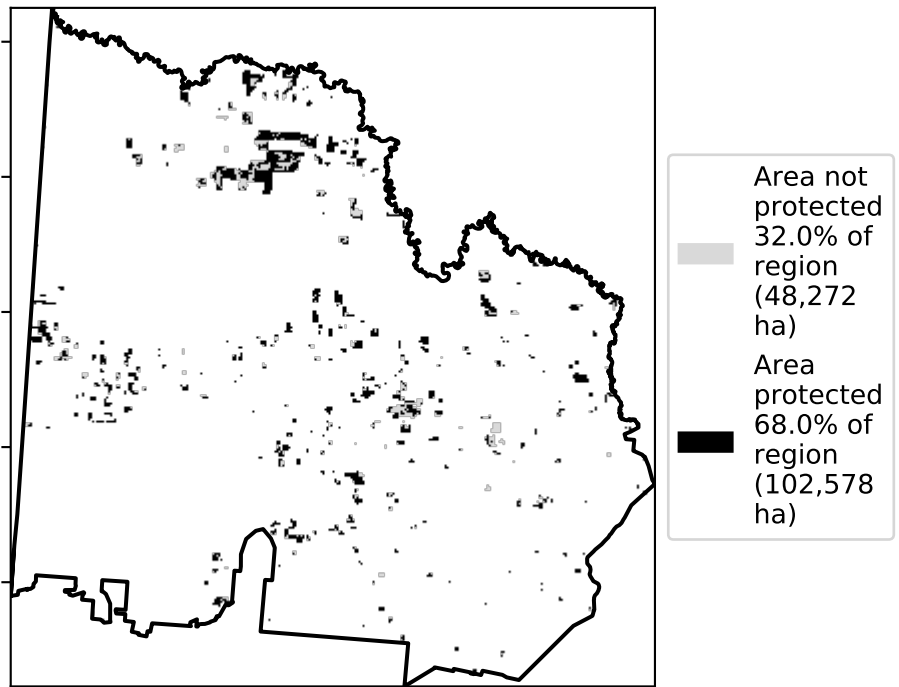 Area not
protected
32.0% of
region
(48,272
ha)
Area
protected
68.0% of
region
(102,578
ha)